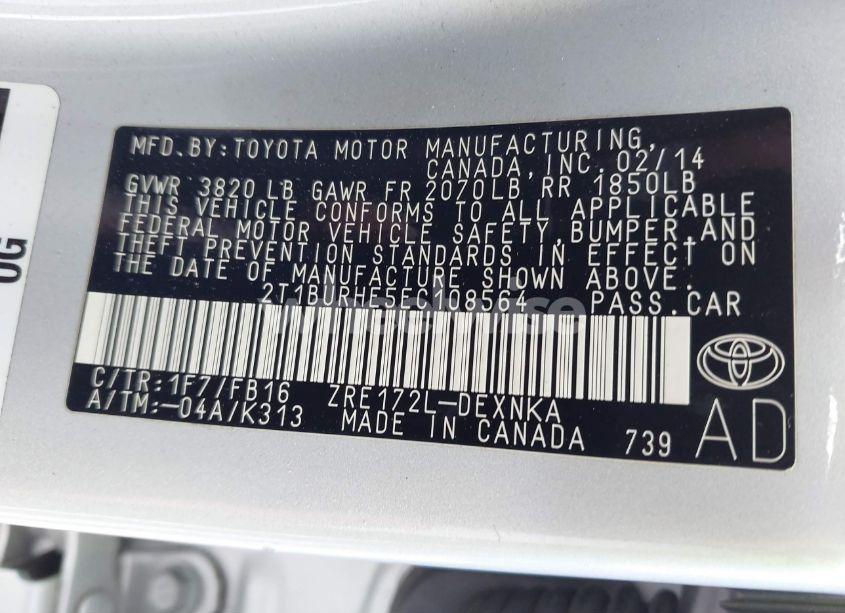 MFD.BY:TOYOTA MOTOR MANUFACTURING,
CANADA,INC. 02/14
GVWR 3820 LB GAWR FR 2070LB RR 1850LB
THIS VEHICLE CONFORMS TO ALL APPLICABLE
FEDERAL MOTOR VEHICLE SAFETY,BUMPER,AND
THEFT PREVENTION STANDARDS IN EFFECT ON
THE DATE OF MANUFACTURE SHOWN ABOVE.
2T1BURHE5EC108564 PASS.CAR
C/TR:1F7/FB16 ZRE172L-DEXNKA
A/TM:-04A/K313 MADE IN CANADA 739 AD
OG